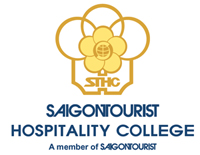 STHC
SAIGONTOURIST
HOSPITALITY COLLEGE
A member of SAIGONTOURIST